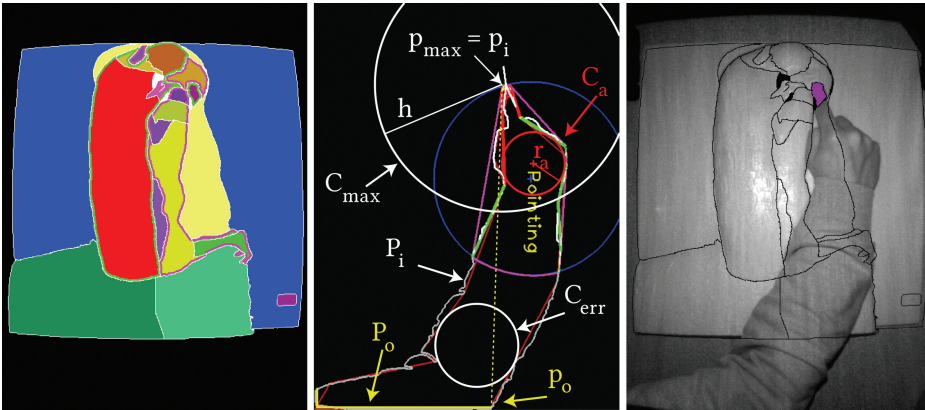 p_max = p_i
C_a
h
r_a
C_max
Pointing
P_i
C_err
P_o
p_o